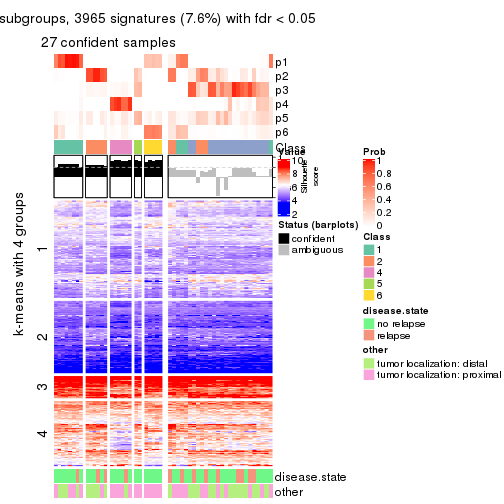 subgroups, 3965 signatures (7.6%) with fdr < 0.05
27 confident samples
p1
p2
p3
p4
p5
p6
Class
k-means with 4 groups
1
2
3
4
disease.state
other
Value
10
8
6
4
2
Silhouette
score
Status (barplots)
confident
ambiguous
Prob
1
0.8
0.6
0.4
0.2
0
Class
1
2
4
5
6
disease.state
no relapse
relapse
other
tumor localization: distal
tumor localization: proximal